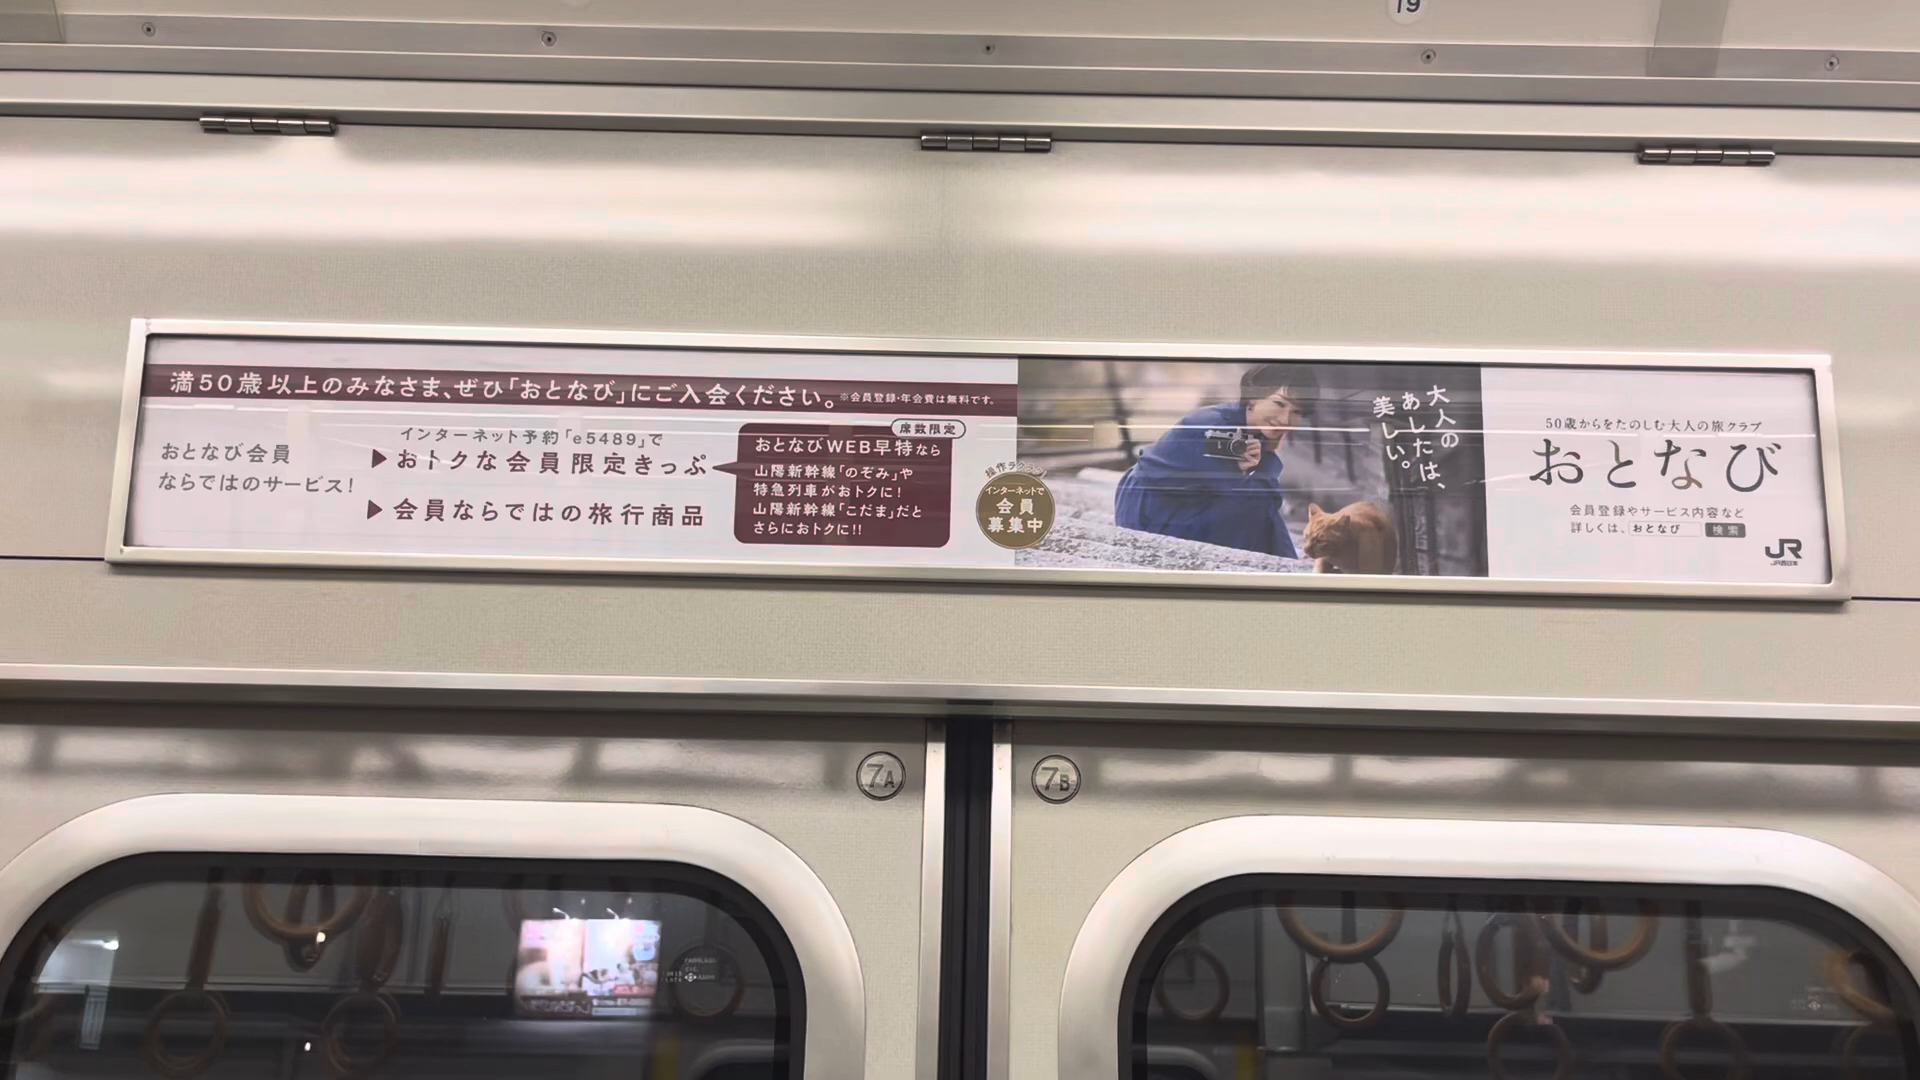 19
満50歳以上のみなさま、ぜひ「おとなび」にご入会ください。※会員登録・年会費は無料です。
おとなび会員
ならではのサービス!
インターネット予約「e5489」で
▶おトクな会員限定きっぷ
▶会員ならではの旅行商品
席数限定
おとなびWEB早特なら
山陽新幹線「のぞみ」や
特急列車がおトクに!
山陽新幹線「こだま」だと
さらにおトクに!!
操作ラクラク!
インターネットで
会員
募集中
大人の
あしたは、
美しい。
50歳からをたのしむ大人の旅クラブ
おとなび
会員登録やサービス内容など
詳しくは、おとなび 検索
JR
JR西日本
7A
7B